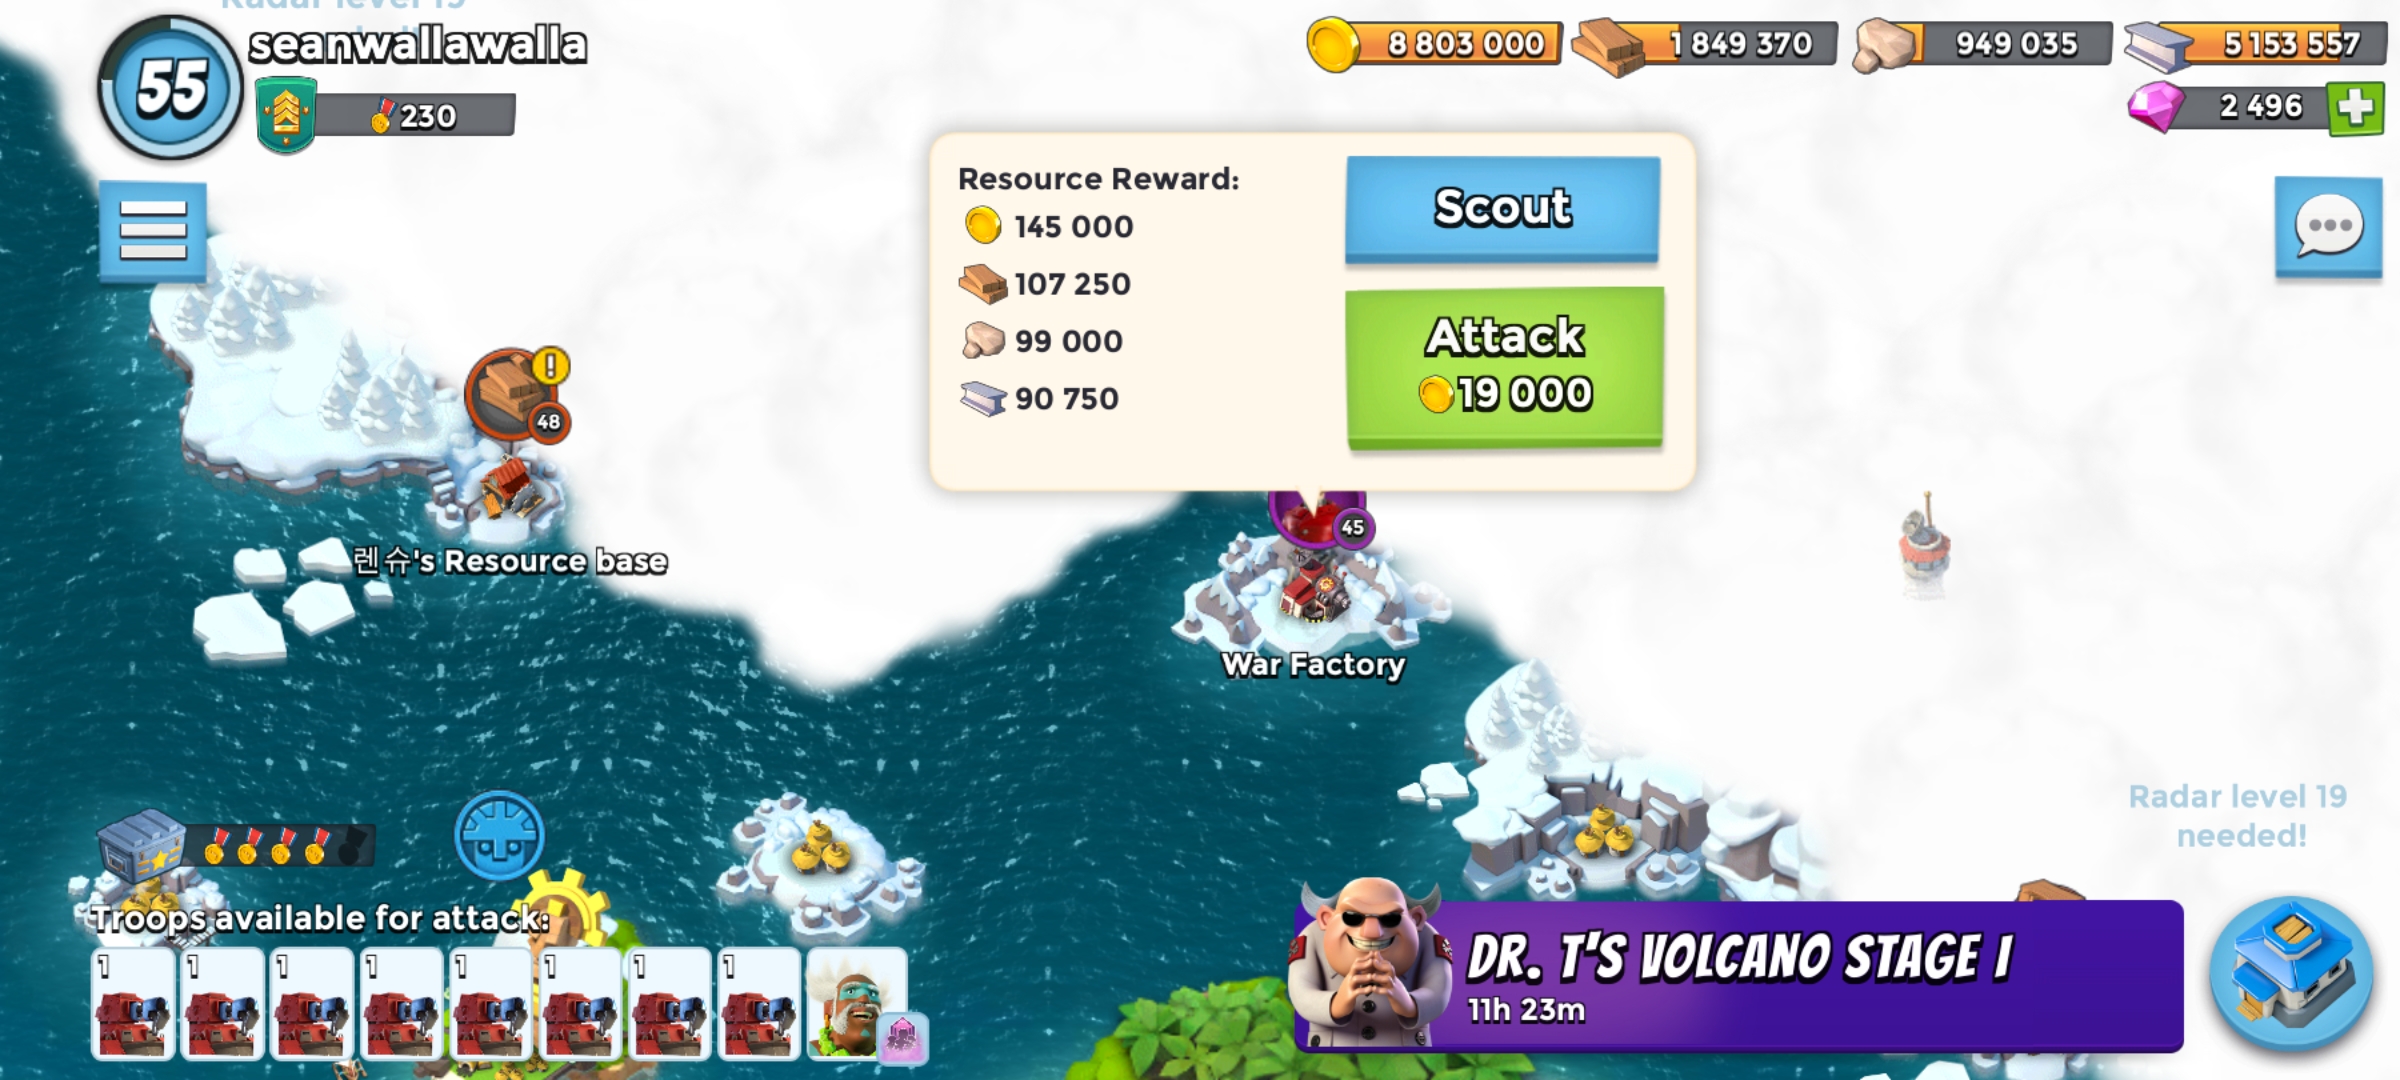 Radar level 19
seanwallawalla
55
230
8 803 000
1 849 370
949 035
5 153 557
2 496
Resource Reward:
145 000
107 250
99 000
90 750
Scout
Attack
19 000
!
48
렌슈's Resource base
45
War Factory
Radar level 19
needed!
Troops available for attack:
1 1 1 1 1 1 1 1
DR. T'S VOLCANO STAGE I
11h 23m